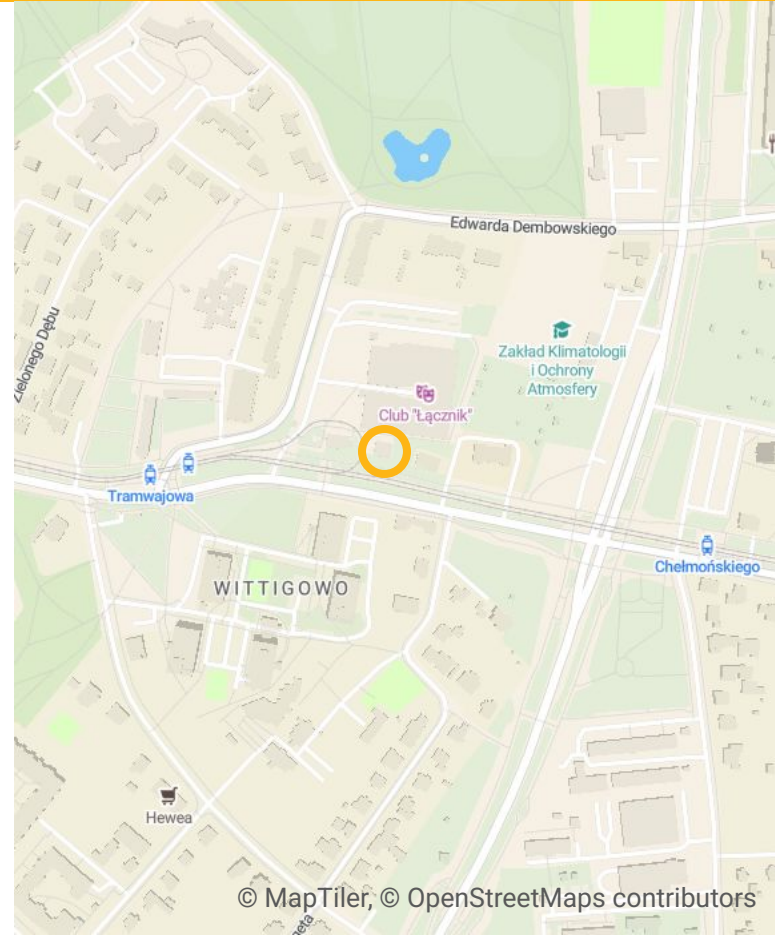 Edwarda Dembowskiego
Zielonego Dębu
Zakład Klimatologii
i Ochrony
Atmosfery
Club "Łącznik"
Tramwajowa
Chełmońskiego
WITTIGOWO
Hewea
© MapTiler, © OpenStreetMaps contributors